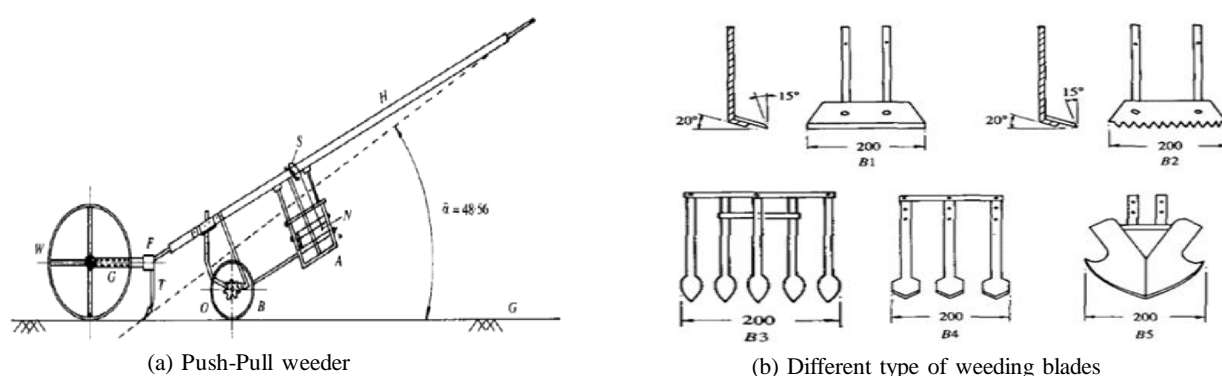 H
S
N
ᾱ = 48·56
W
F
G
T
A
O
B
G
(a) Push-Pull weeder
15°
20°
200
B1
15°
20°
200
B2
200
B3
200
B4
200
B5
(b) Different type of weeding blades